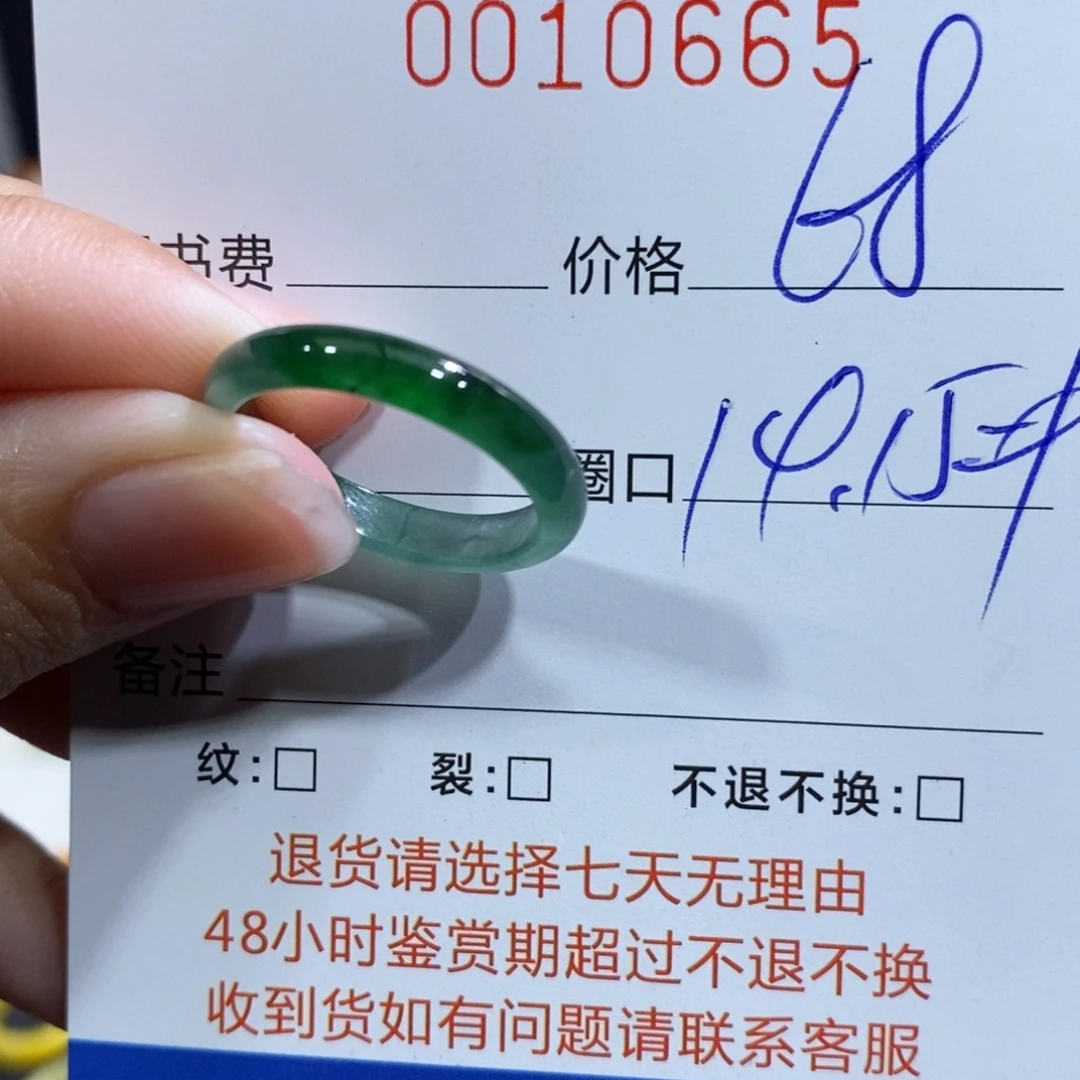 0010665
书费 价格 68
圈口 14.15
备注
纹:□ 裂:□ 不退不换:□
退货请选择七天无理由
48小时鉴赏期超过不退不换
收到货如有问题请联系客服